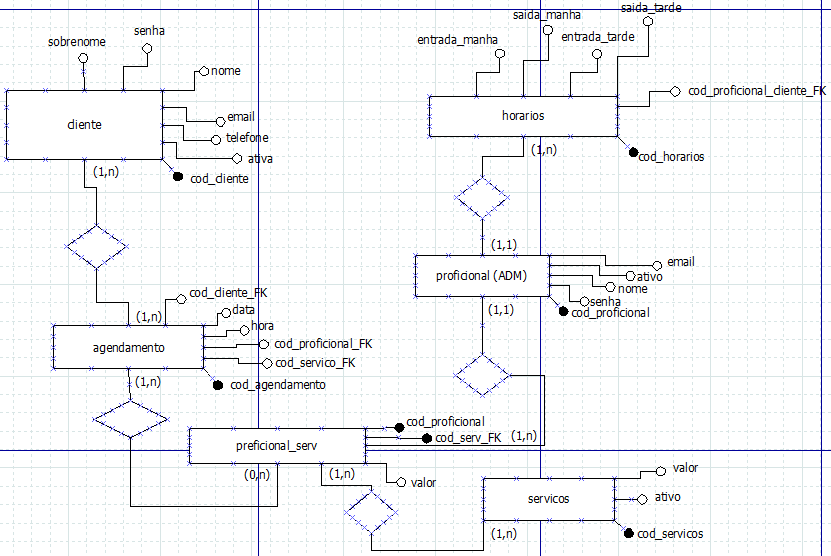 saida_tarde
saida_manha
senha
entrada_manha
entrada_tarde
sobrenome
nome
cod_proficional_cliente_FK
cliente
email
telefone
ativa
horarios
(1,n)
cod_horarios
(1,n)
cod_cliente
(1,1)
proficional (ADM)
email
ativo
nome
senha
cod_proficional
(1,1)
cod_cliente_FK
(1,n)
data
hora
agendamento
cod_proficional_FK
cod_servico_FK
(1,n)
cod_agendamento
cod_proficional
cod_serv_FK
(1,n)
preficional_serv
(0,n)
(1,n)
valor
servicos
valor
ativo
(1,n)
cod_servicos